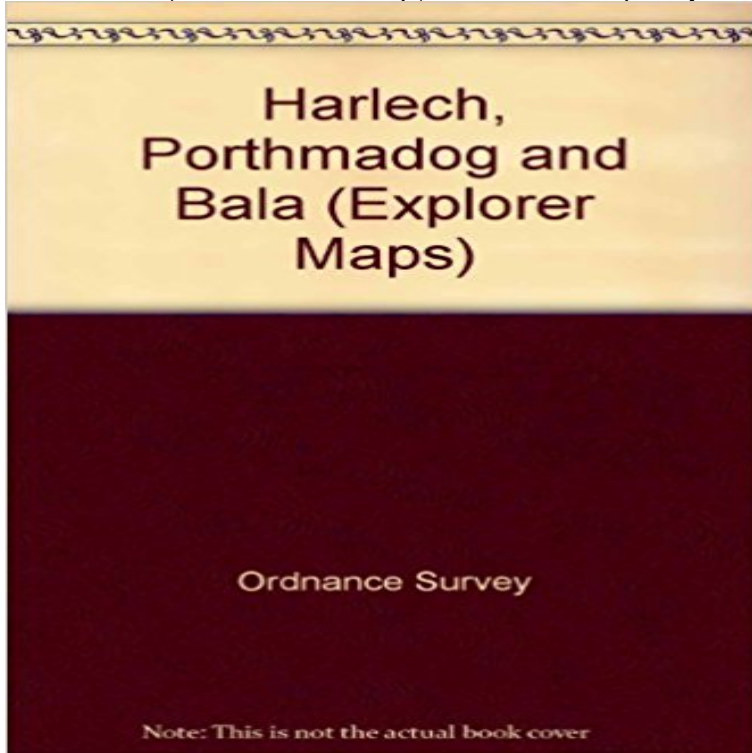 Harlech,
Porthmadog and
Bala (Explorer
Maps)
Ordnance Survey
Note: This is not the actual book cover